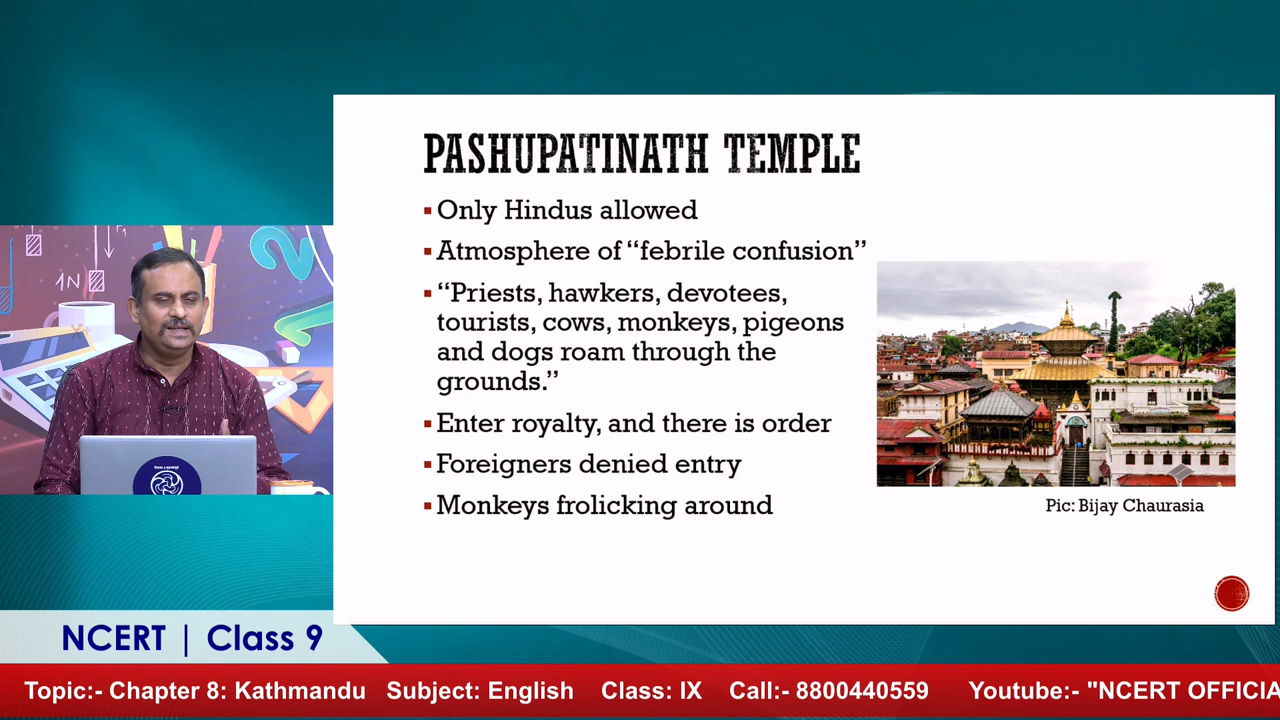 PASHUPATINATH TEMPLE
▪ Only Hindus allowed
▪ Atmosphere of “febrile confusion”
▪ “Priests, hawkers, devotees,
tourists, cows, monkeys, pigeons
and dogs roam through the
grounds.”
▪ Enter royalty, and there is order
▪ Foreigners denied entry
▪ Monkeys frolicking around
Pic: Bijay Chaurasia
1N
NCERT | Class 9
Topic:- Chapter 8: Kathmandu Subject: English Class: IX Call:- 8800440559 Youtube:- "NCERT OFFICIA